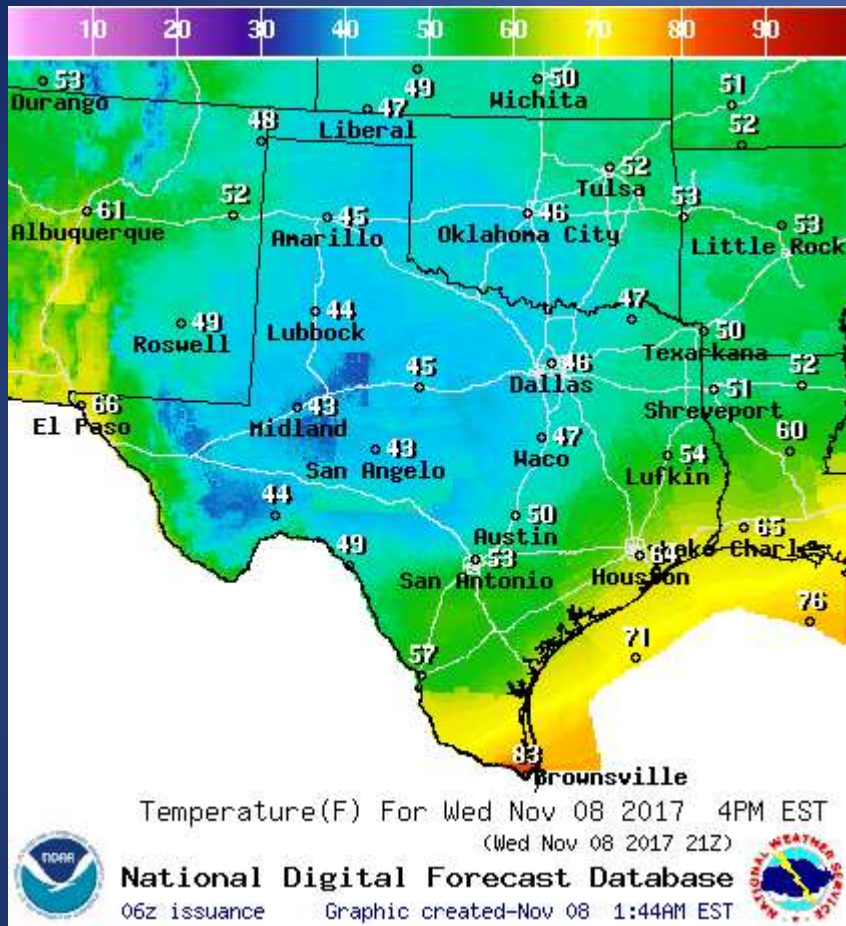 10 20 30 40 50 60 70 80 90
53 Durango
49
50 Wichita
51
47 Liberal
48
52
52 Tulsa
61 Albuquerque
52
45 Amarillo
46 Oklahoma City
53
53 Little Rock
49 Roswell
44 Lubbock
47
50 Texarkana
66 El Paso
43 Midland
45
46 Dallas
51 Shreveport
52
43 San Angelo
47 Waco
54 Lufkin
60
44
50 Austin
49
53 San Antonio
64 Houston
65 Lake Charles
57
71
76
83 Brownsville
Temperature(F) For Wed Nov 08 2017 4PM EST
(Wed Nov 08 2017 21Z)
National Digital Forecast Database
06z issuance Graphic created-Nov 08 1:44AM EST
NOAA
NATIONAL WEATHER SERVICE